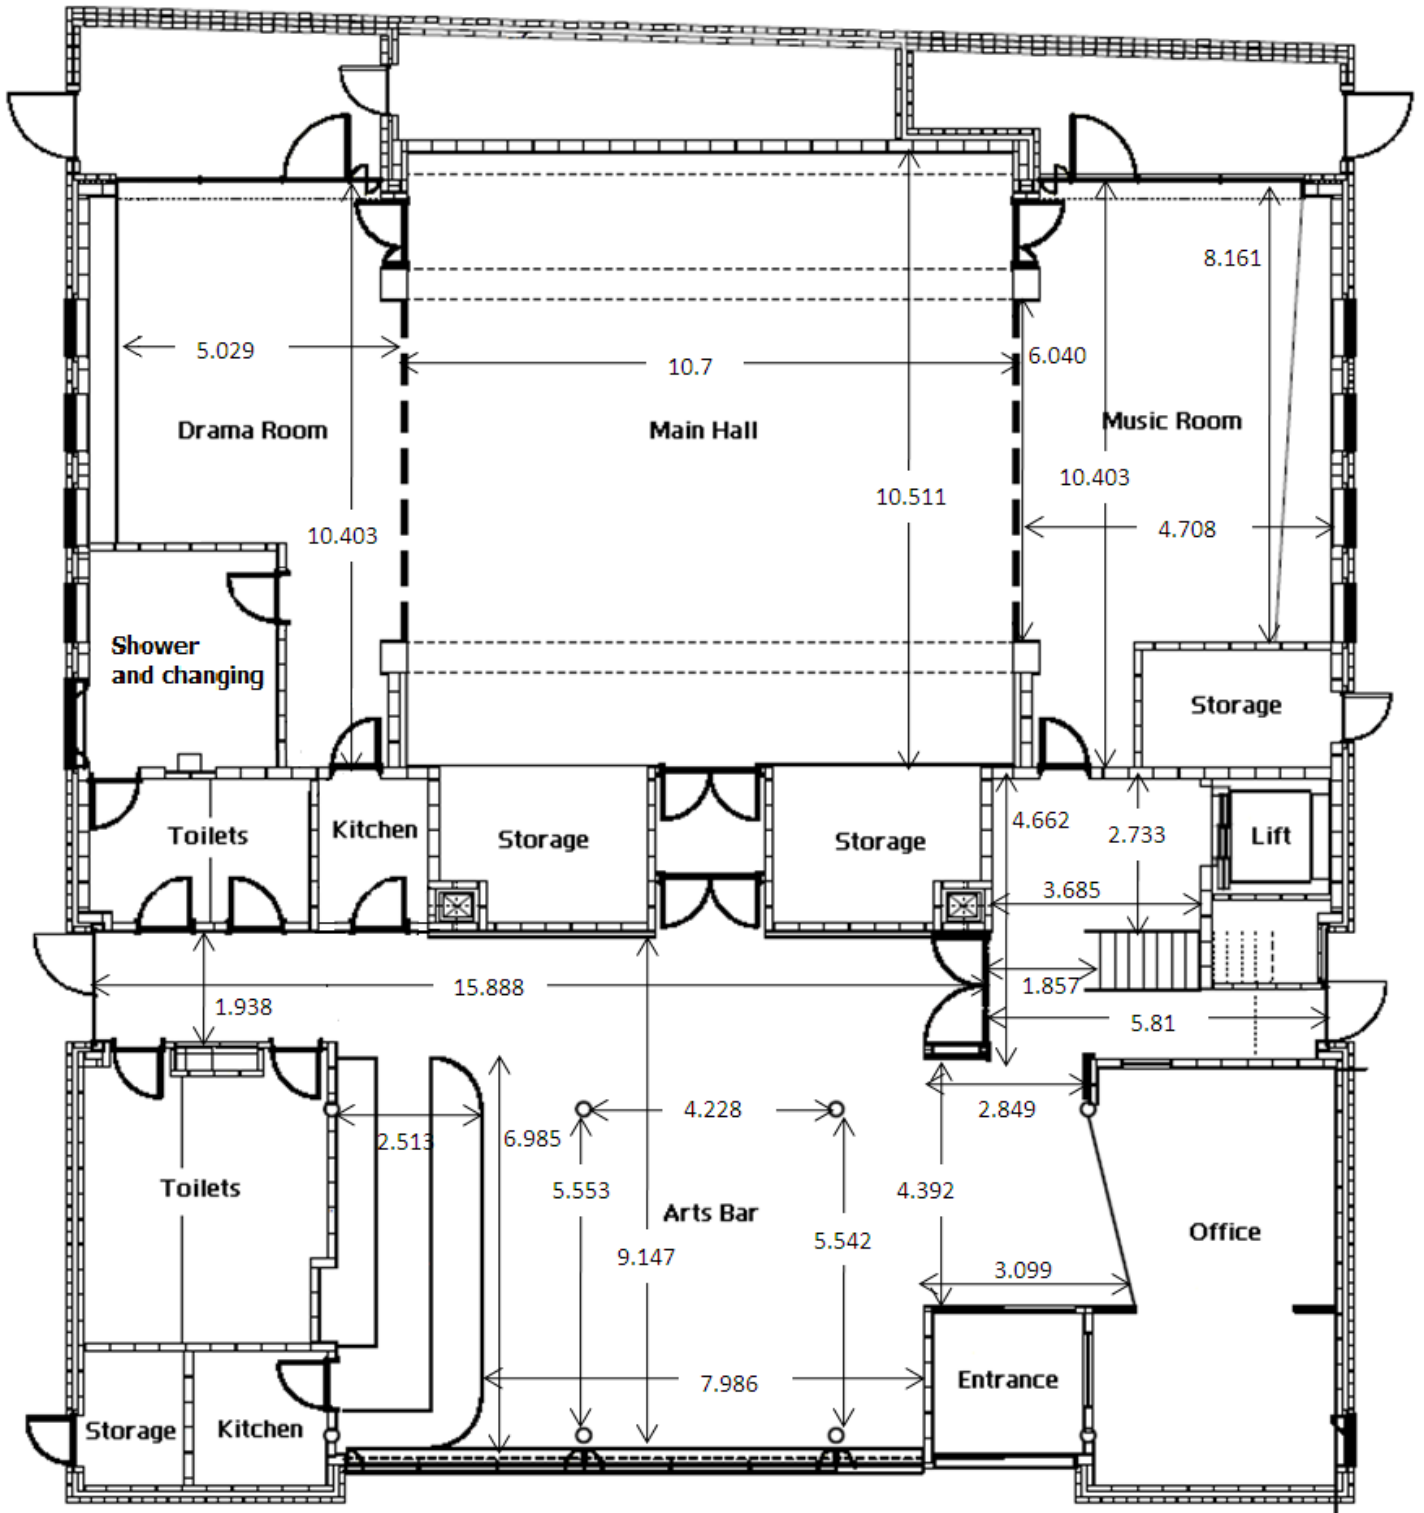 8.161
5.029
6.040
10.7
Drama Room
Main Hall
Music Room
10.403
10.511
4.708
10.403
Shower
and changing
Storage
Toilets
Kitchen
Storage
Storage
4.662
2.733
Lift
3.685
15.888
1.857
1.938
5.81
4.228
2.849
2.513
6.985
Toilets
5.553
4.392
Arts Bar
Office
5.542
9.147
3.099
7.986
Entrance
Storage
Kitchen